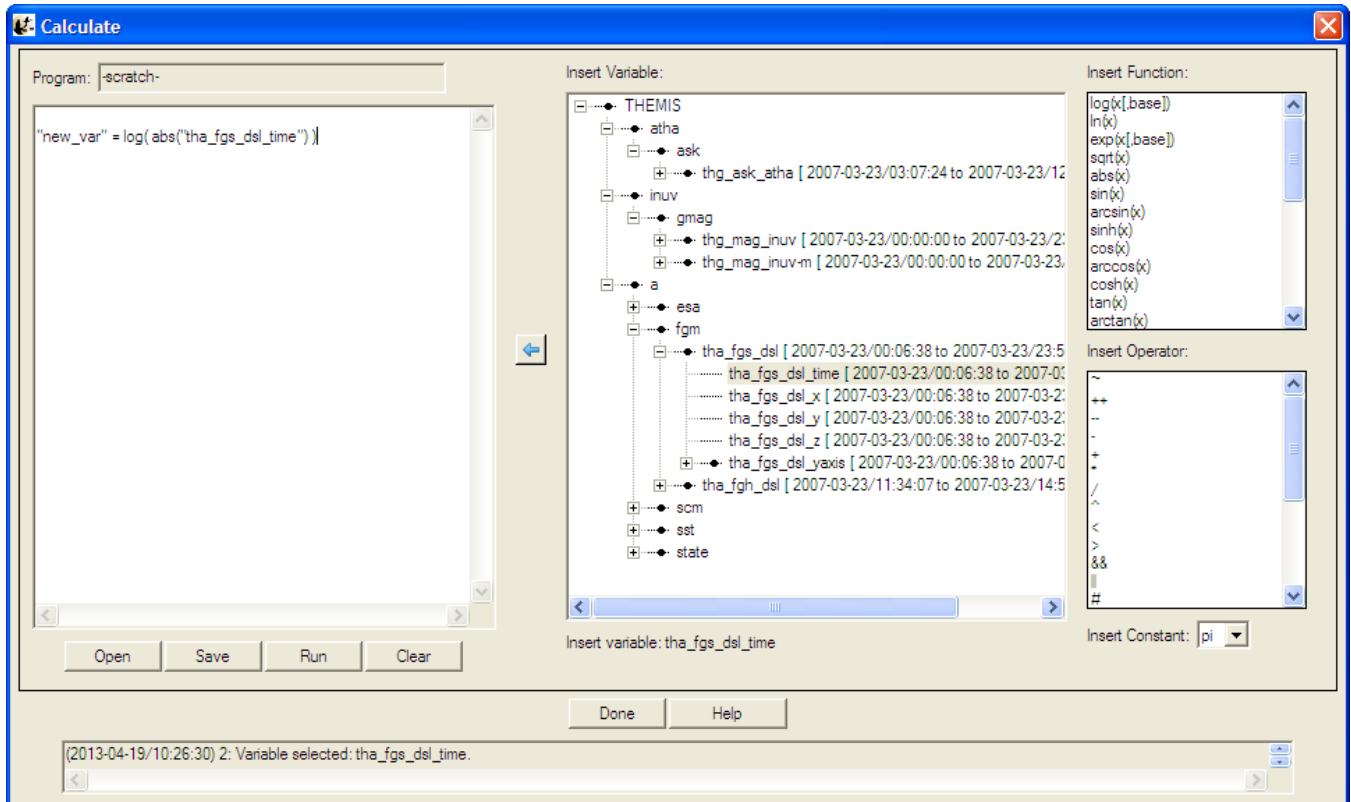 Calculate
Program: -scratch-
"new_var" = log( abs("tha_fgs_dsl_time") )
Open Save Run Clear
Insert Variable:
THEMIS
atha
ask
thg_ask_atha [ 2007-03-23/03:07:24 to 2007-03-23/12
inuv
gmag
thg_mag_inuv [ 2007-03-23/00:00:00 to 2007-03-23/2
thg_mag_inuv-m [ 2007-03-23/00:00:00 to 2007-03-23/
a
esa
fgm
tha_fgs_dsl [ 2007-03-23/00:06:38 to 2007-03-23/23:5
tha_fgs_dsl_time [ 2007-03-23/00:06:38 to 2007-03
tha_fgs_dsl_x [ 2007-03-23/00:06:38 to 2007-03-2
tha_fgs_dsl_y [ 2007-03-23/00:06:38 to 2007-03-2
tha_fgs_dsl_z [ 2007-03-23/00:06:38 to 2007-03-2
tha_fgs_dsl_yaxis [ 2007-03-23/00:06:38 to 2007-0
tha_fgh_dsl [ 2007-03-23/11:34:07 to 2007-03-23/14:5
scm
sst
state
Insert variable: tha_fgs_dsl_time
Insert Function:
log(x[,base])
ln(x)
exp(x[,base])
sqrt(x)
abs(x)
sin(x)
arcsin(x)
sinh(x)
cos(x)
arccos(x)
cosh(x)
tan(x)
arctan(x)
Insert Operator:
~
++
--
-
+
*
/
^
<
>
&&
||
#
Insert Constant: pi
Done Help
(2013-04-19/10:26:30) 2: Variable selected: tha_fgs_dsl_time.